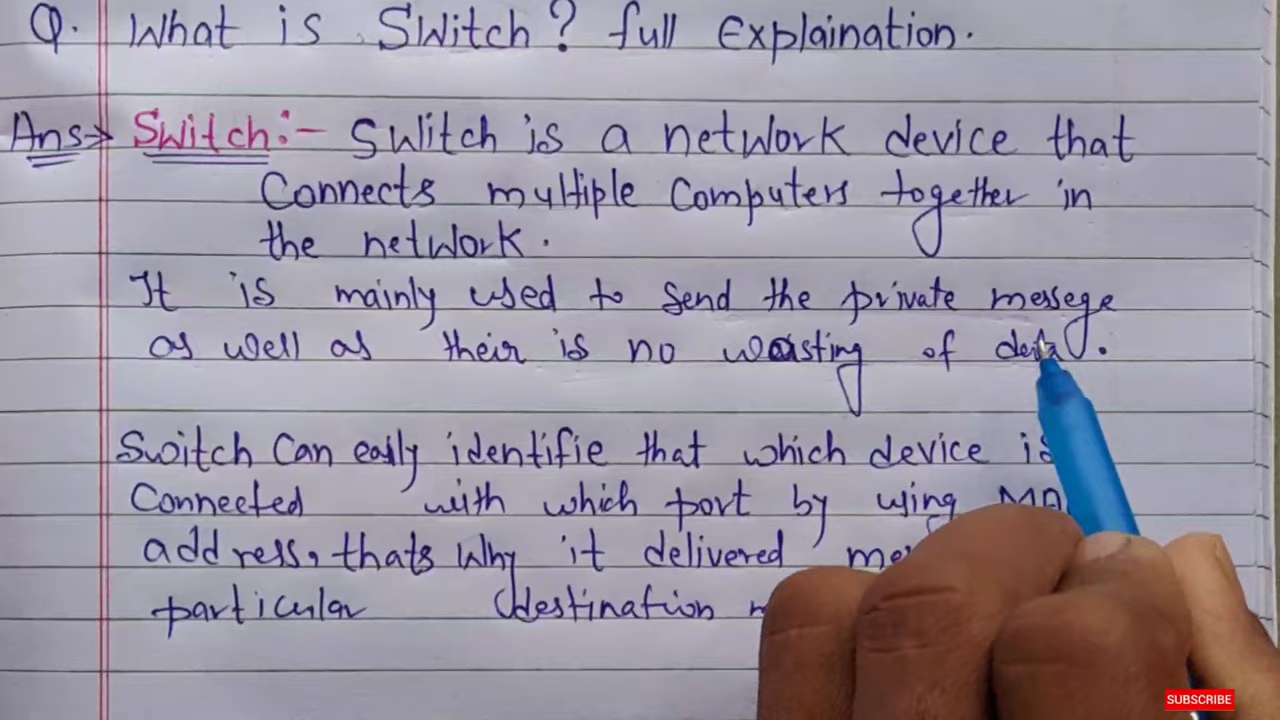 Q. What is Switch? full Explaination.
Ans→ Switch:- Switch is a network device that
Connects multiple Computers together in
the network.
It is mainly used to send the private messege
as well as their is no waisting of
Switch Can easily identifie that which device is
Connected with which port by using
address, thats Why it delivered
particular destination
SUBSCRIBE